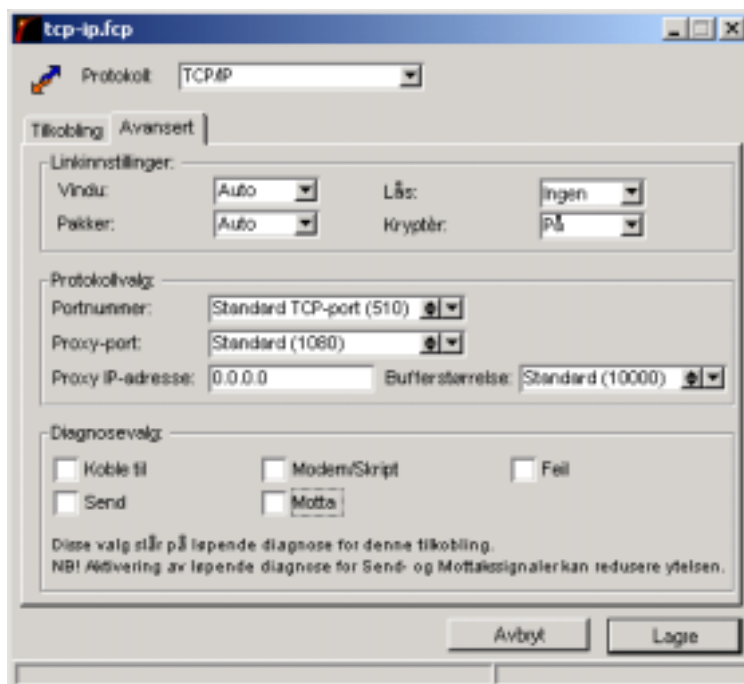 tcp-ip.fcp
Protokoll: TCP/IP
Tilkobling Avansert
Linkinnstillinger:
Vindu: Auto Lås: Ingen
Pakker: Auto Kryptèr: På
Protokollvalg:
Portnummer: Standard TCP-port (510)
Proxy-port: Standard (1080)
Proxy IP-adresse: 0.0.0.0 Bufferstørrelse: Standard (10000)
Diagnosevalg:
Koble til Modem/Skript Feil
Send Motta
Disse valg slår på løpende diagnose for denne tilkobling.
NB! Aktivering av løpende diagnose for Send- og Mottakssignaler kan redusere ytelsen.
Avbryt Lagre